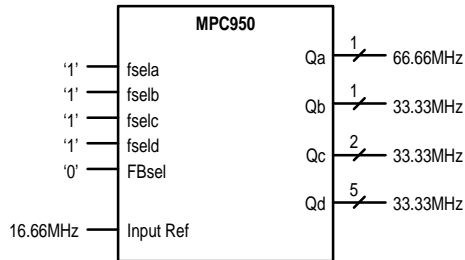 MPC950
'1' fsela
'1' fselb
'1' fselc
'1' fseld
'0' FBsel
16.66MHz Input Ref
Qa 1 66.66MHz
Qb 1 33.33MHz
Qc 2 33.33MHz
Qd 5 33.33MHz